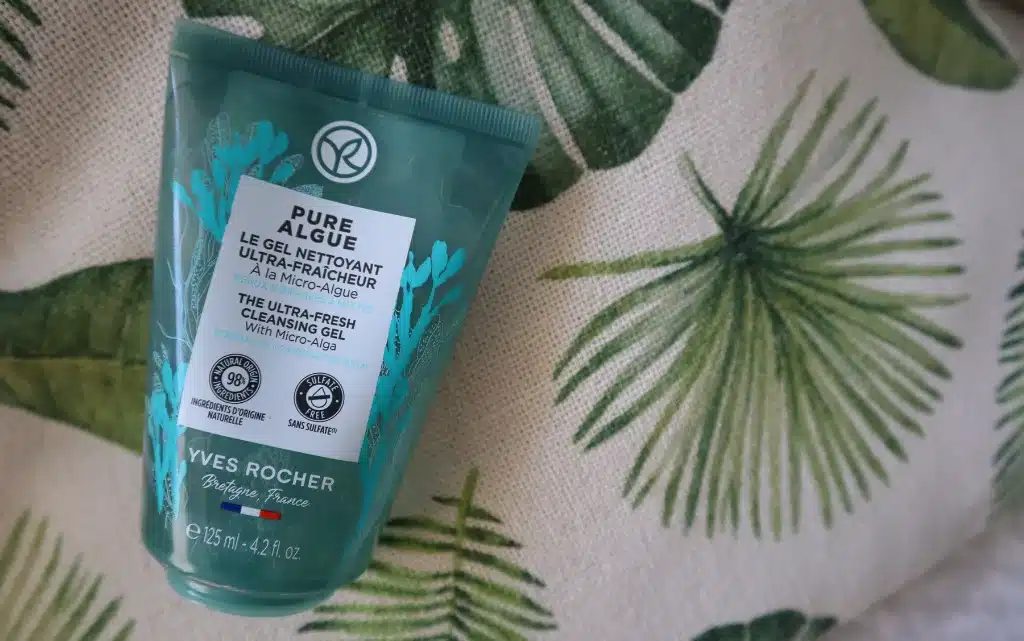 PURE
ALGUE
LE GEL NETTOYANT
ULTRA-FRAÎCHEUR
À la Micro-Algue
THE ULTRA-FRESH
CLEANSING GEL
With Micro-Alga
NATURAL ORIGIN
98%
INGREDIENTS
INGRÉDIENTS D'ORIGINE
NATURELLE
SULFATE
FREE
SANS SULFATE(1)
YVES ROCHER
Bretagne, France
e 125 ml - 4.2 fl. oz.